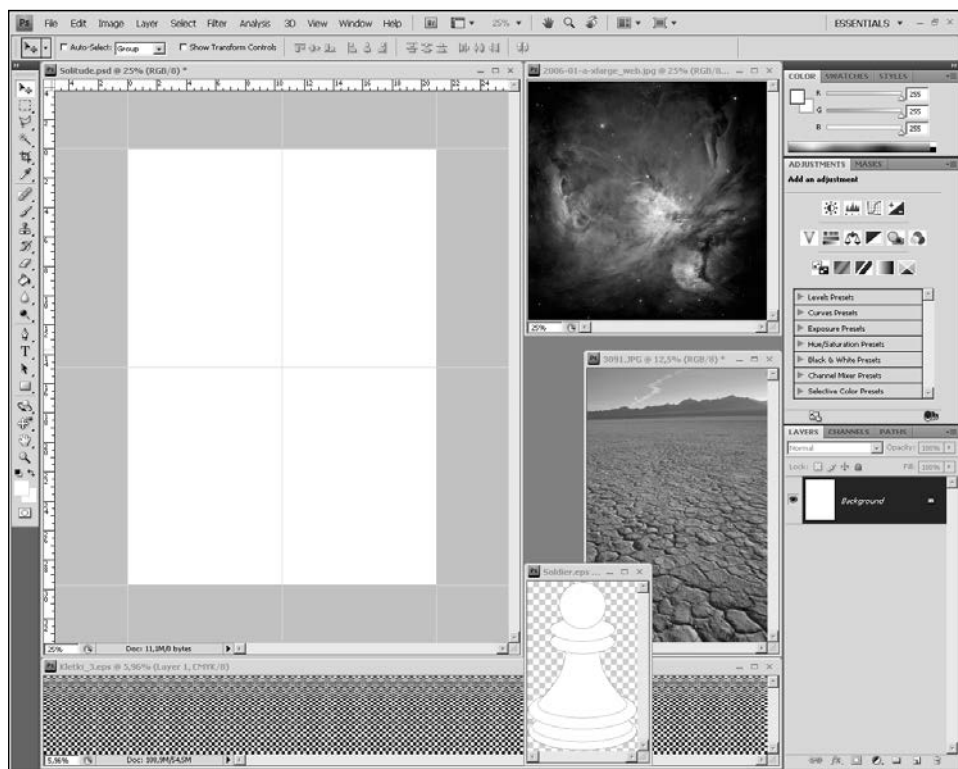 Ps File Edit Image Layer Select Filter Analysis 3D View Window Help Br 25% ESSENTIALS
Auto-Select: Group Show Transform Controls
Solitude.psd @ 25% (RGB/8) *
2006-01-a-xlarge_web.jpg @ 25% (RGB/8...
COLOR SWATCHES STYLES
R 255
G 255
B 255
ADJUSTMENTS MASKS
Add an adjustment
Levels Presets
Curves Presets
Exposure Presets
Hue/Saturation Presets
Black & White Presets
Channel Mixer Presets
Selective Color Presets
25%
3091.JPG @ 12,5% (RGB/8) *
LAYERS CHANNELS PATHS
Normal Opacity: 100%
Lock: Fill: 100%
Background
Soldier.eps ...
25% Doc: 11,1M/0 bytes
Kletki_3.eps @ 5,96% (Layer 1, CMYK/8)
5,96% Doc: 108,9M/54,5M